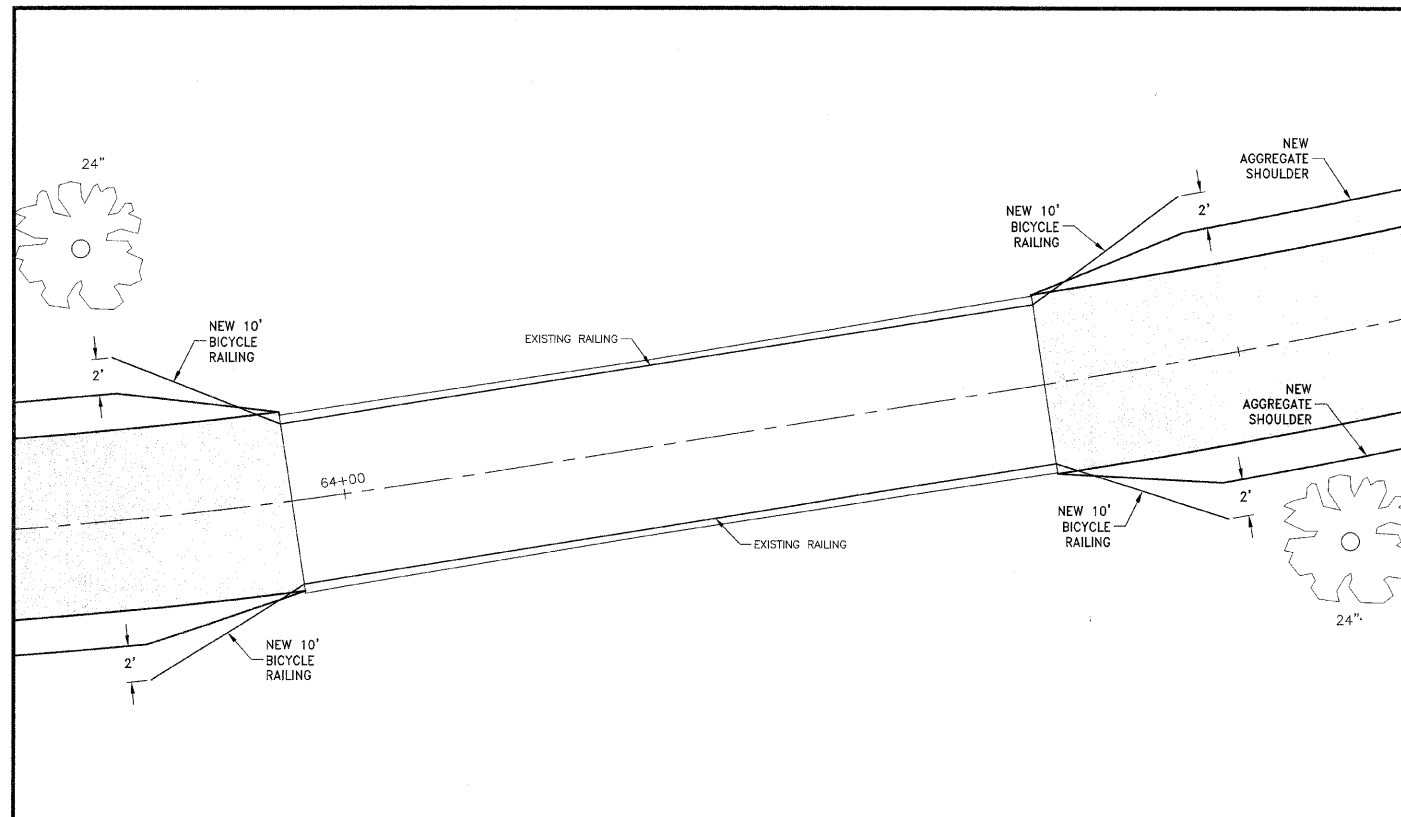 24"
NEW
AGGREGATE
SHOULDER
2'
NEW 10'
BICYCLE
RAILING
NEW 10'
BICYCLE
RAILING
EXISTING RAILING
2'
NEW
AGGREGATE
SHOULDER
64+00
2'
NEW 10'
BICYCLE
RAILING
EXISTING RAILING
24"
NEW 10'
BICYCLE
RAILING
2'